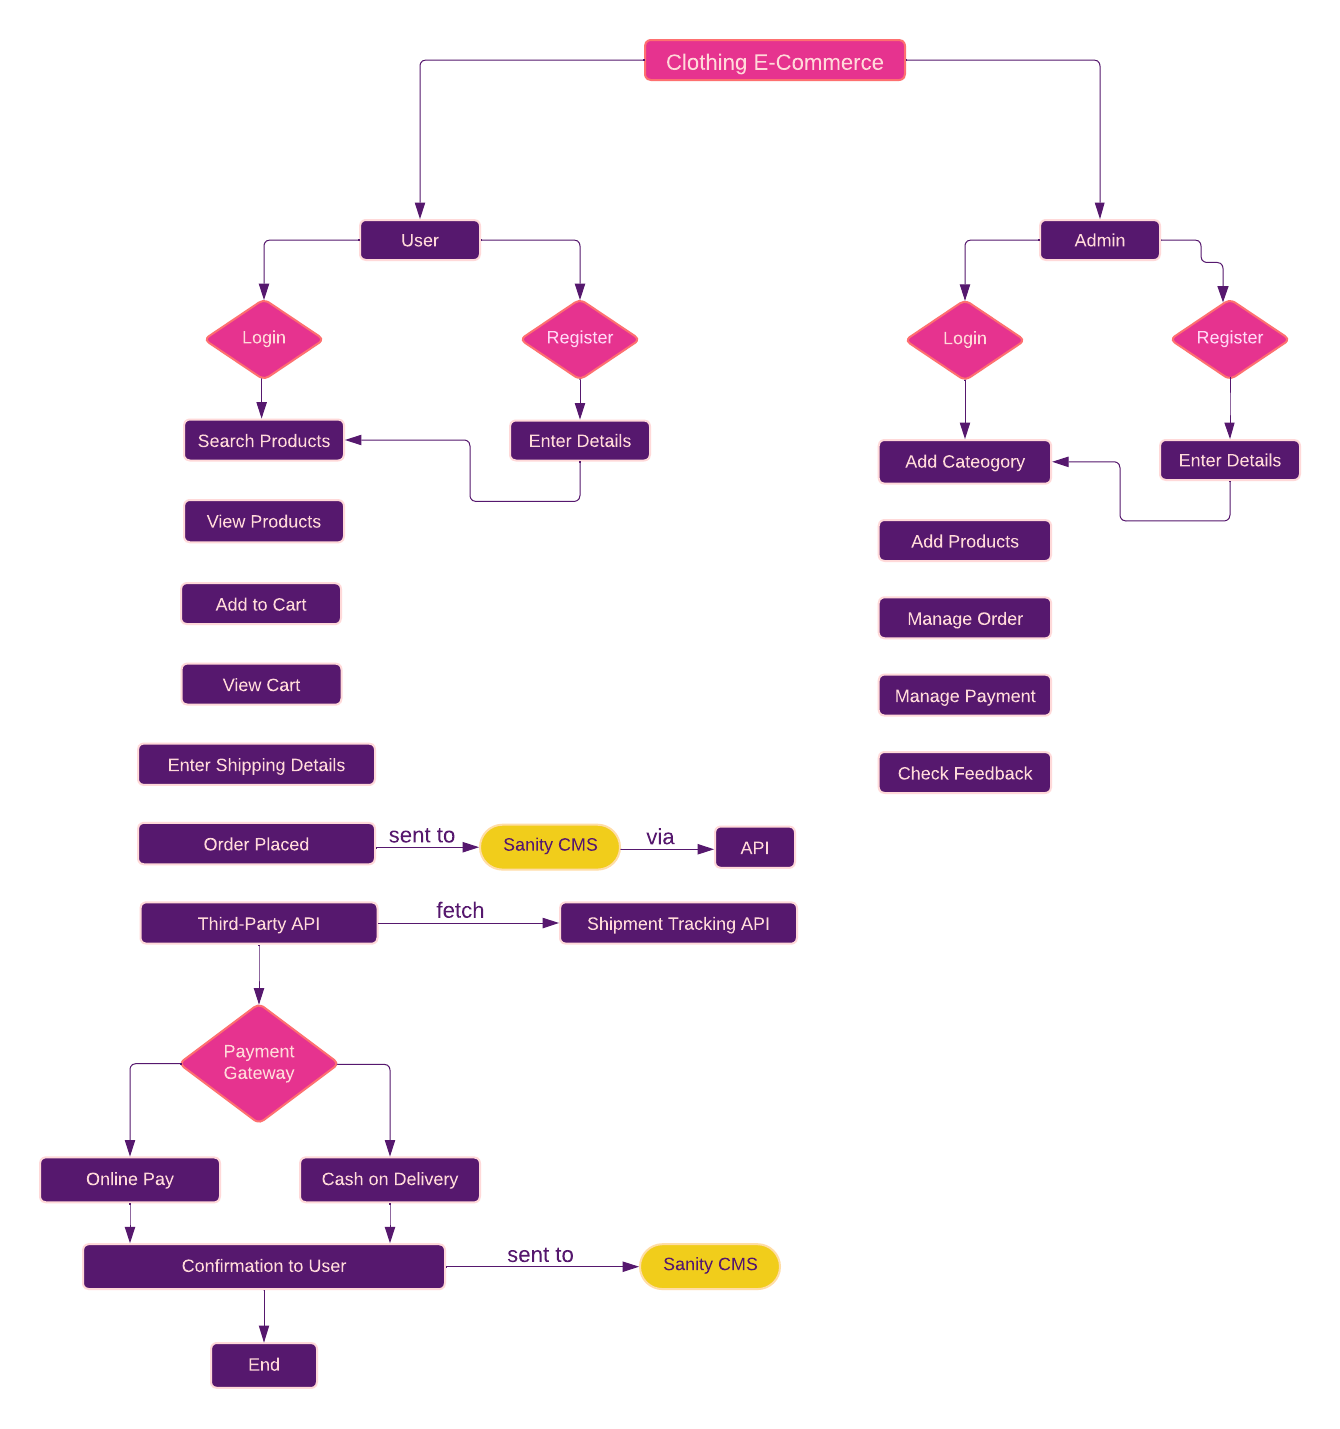 Clothing E-Commerce
User
Admin
Login
Register
Login
Register
Search Products
Enter Details
Add Cateogory
Enter Details
View Products
Add Products
Add to Cart
Manage Order
View Cart
Manage Payment
Enter Shipping Details
Check Feedback
Order Placed
sent to
Sanity CMS
via
API
Third-Party API
fetch
Shipment Tracking API
Payment
Gateway
Online Pay
Cash on Delivery
Confirmation to User
sent to
Sanity CMS
End